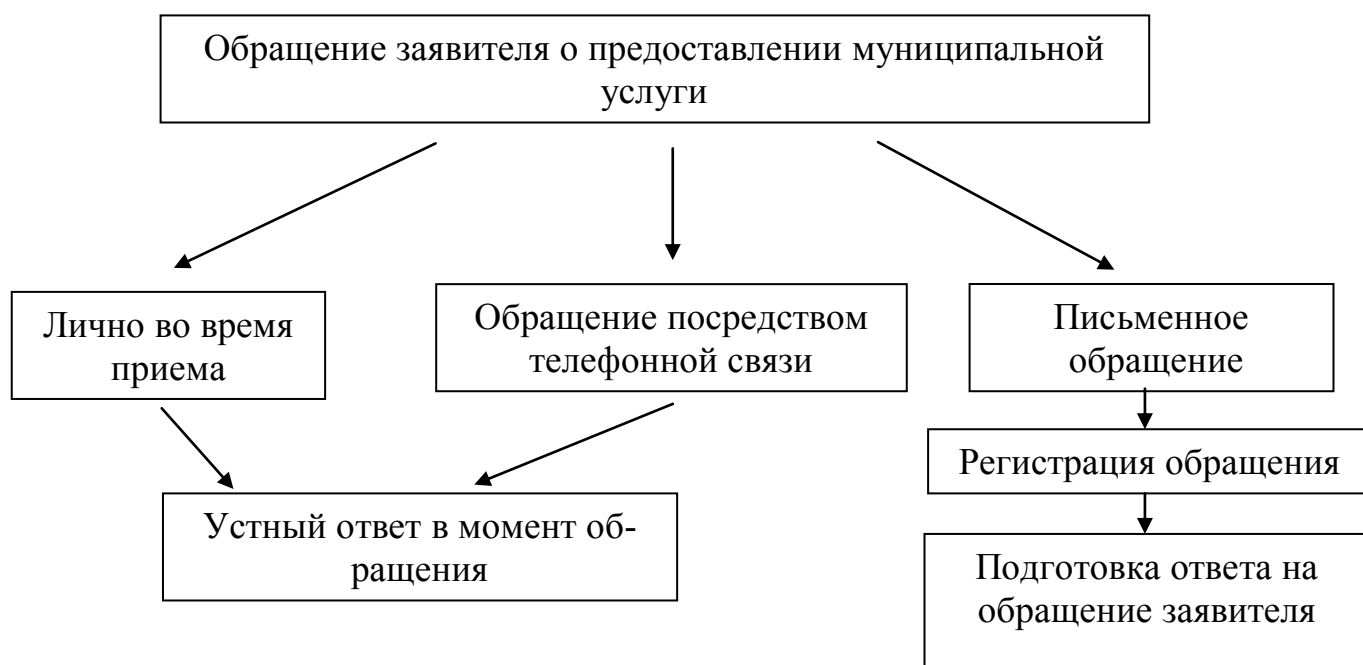 Обращение заявителя о предоставлении муниципальной
услуги
Лично во время
приема
Обращение посредством
телефонной связи
Письменное
обращение
Регистрация обращения
Устный ответ в момент об-
ращения
Подготовка ответа на
обращение заявителя